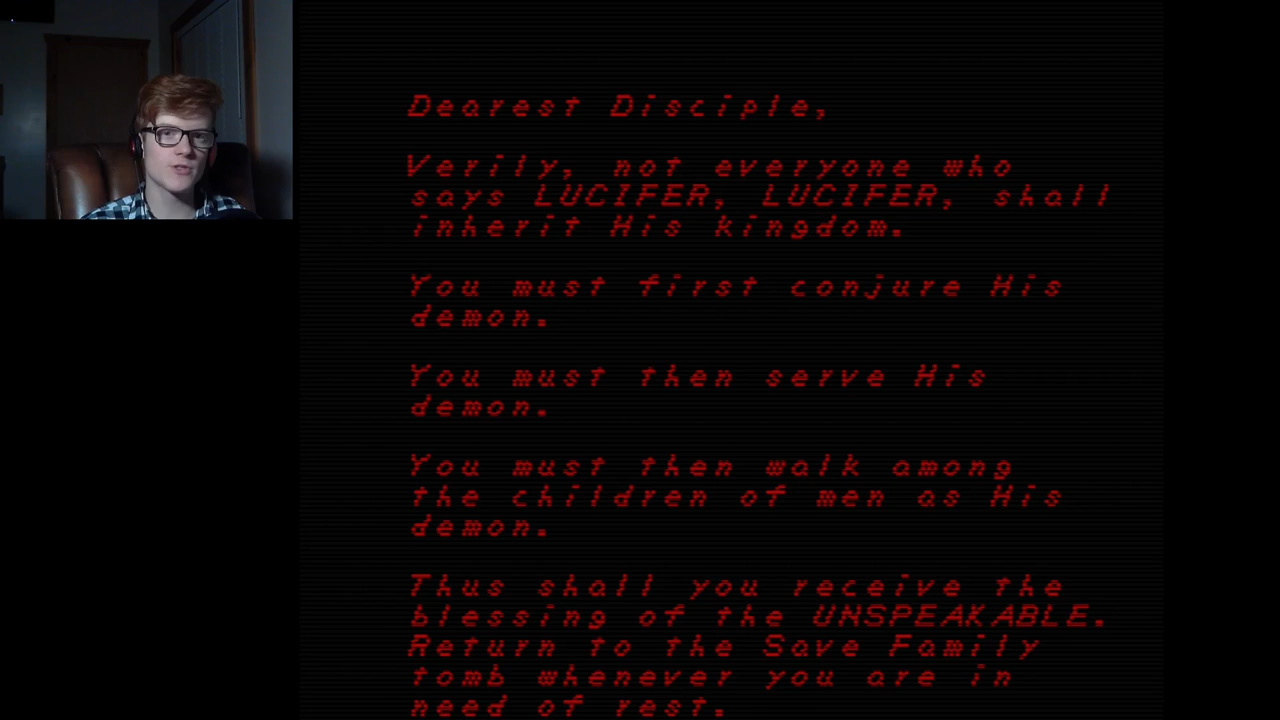 Dearest Disciple,
Verily, not everyone who
says LUCIFER, LUCIFER, shall
inherit His kingdom.
You must first conjure His
demon.
You must then serve His
demon.
You must then walk among
the children of men as His
demon.
Thus shall you receive the
blessing of the UNSPEAKABLE.
Return to the Save Family
tomb whenever you are in
need of rest.